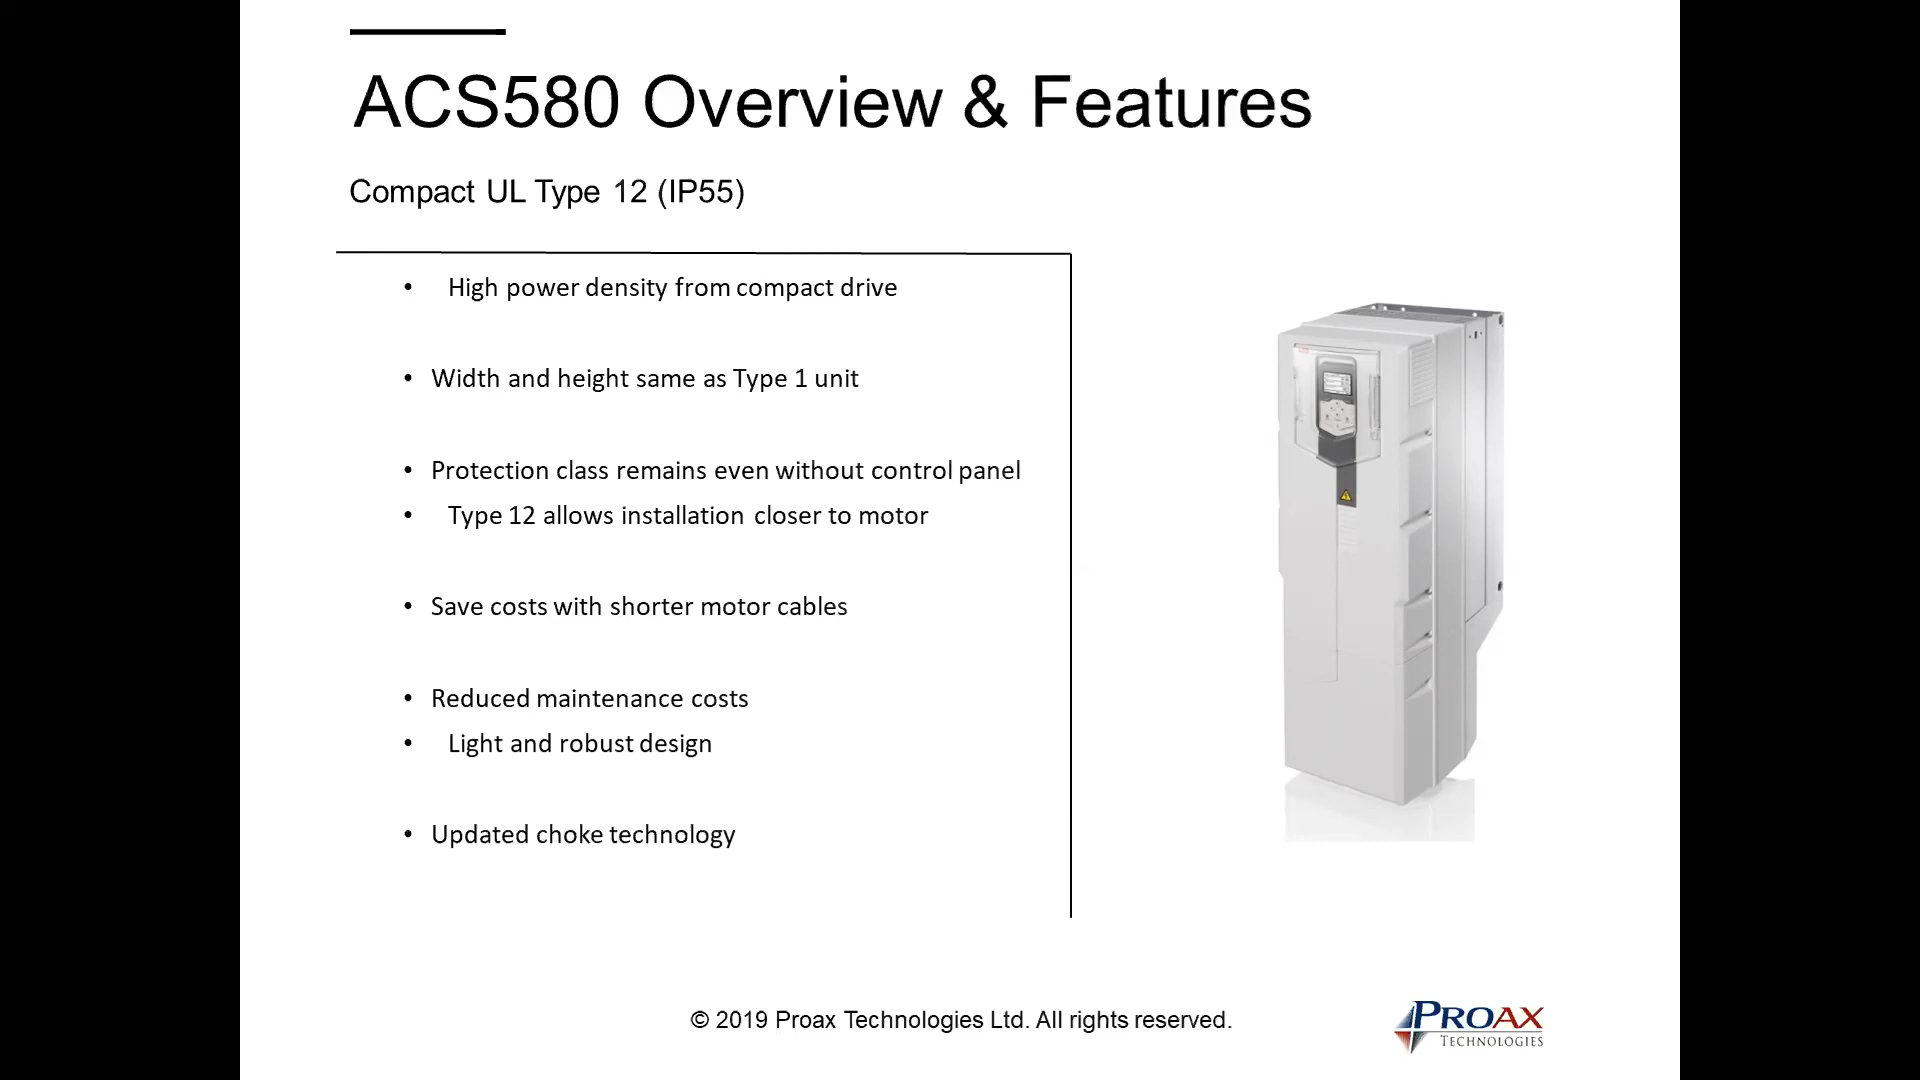 ACS580 Overview & Features
Compact UL Type 12 (IP55)
• High power density from compact drive
• Width and height same as Type 1 unit
• Protection class remains even without control panel
• Type 12 allows installation closer to motor
• Save costs with shorter motor cables
• Reduced maintenance costs
• Light and robust design
• Updated choke technology
© 2019 Proax Technologies Ltd. All rights reserved.
PROAX
TECHNOLOGIES